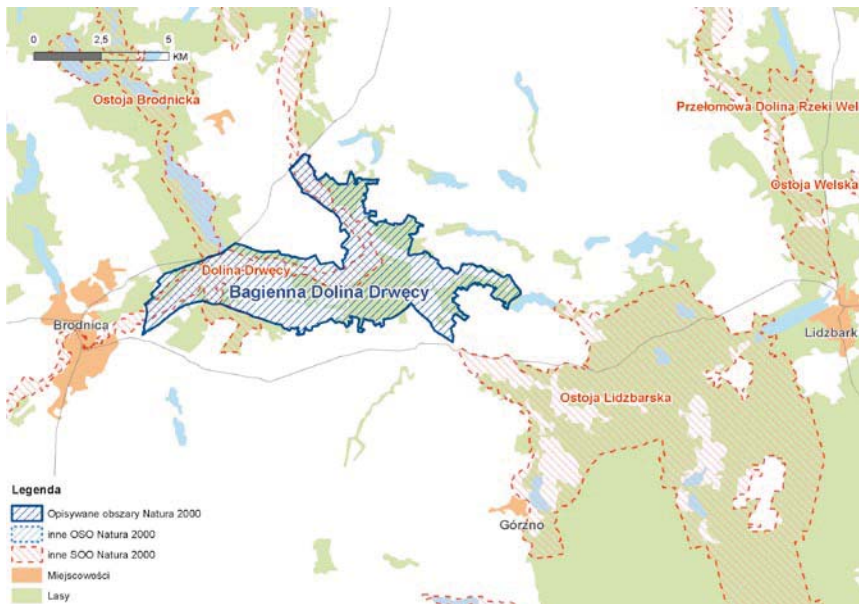 0 2,5 5
KM
Ostoja Brodnicka
Przełomowa Dolina Rzeki Wel
Ostoja Welska
Dolina Drwęcy
Bagienna Dolina Drwęcy
Brodnica
Lidzbark
Ostoja Lidzbarska
Górzno
Legenda
Opisywane obszary Natura 2000
inne OSO Natura 2000
inne SOO Natura 2000
Miejscowości
Lasy